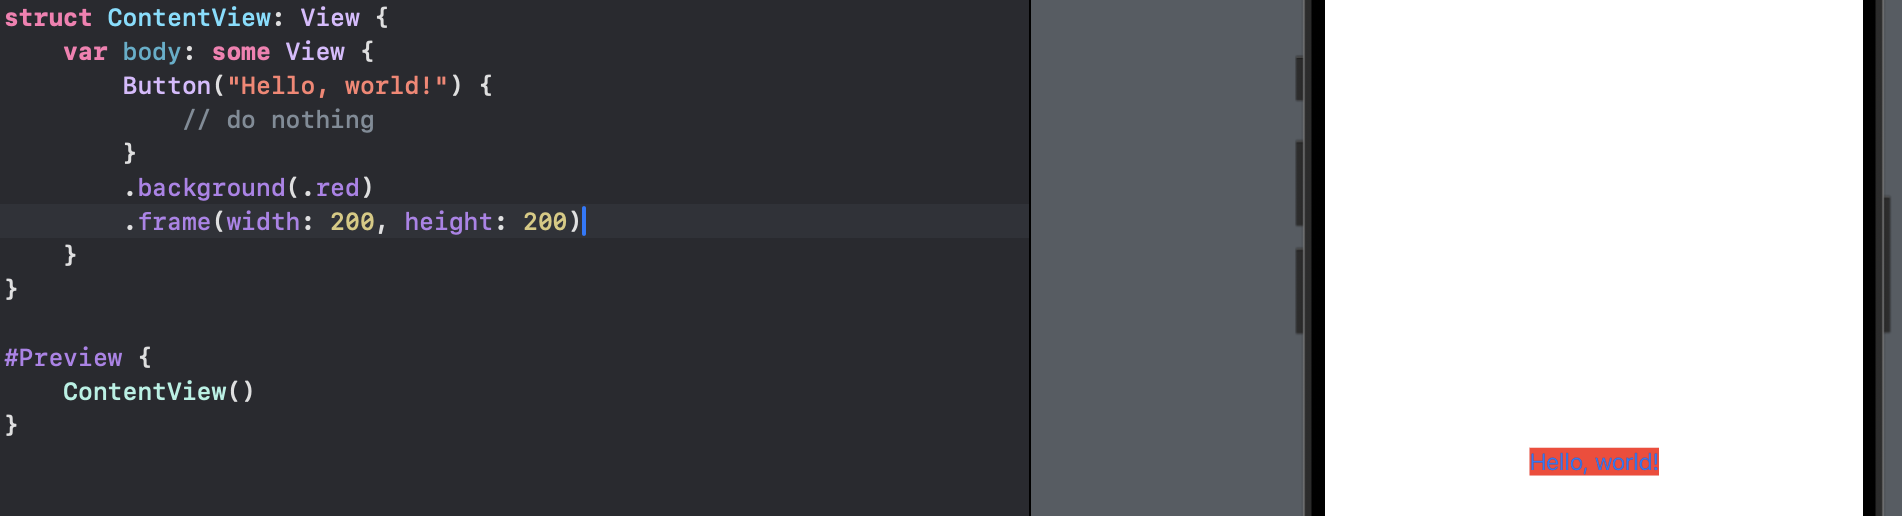 struct ContentView: View {
    var body: some View {
        Button("Hello, world!") {
            // do nothing
        }
        .background(.red)
        .frame(width: 200, height: 200)
    }
}

#Preview {
    ContentView()
}
Hello, world!